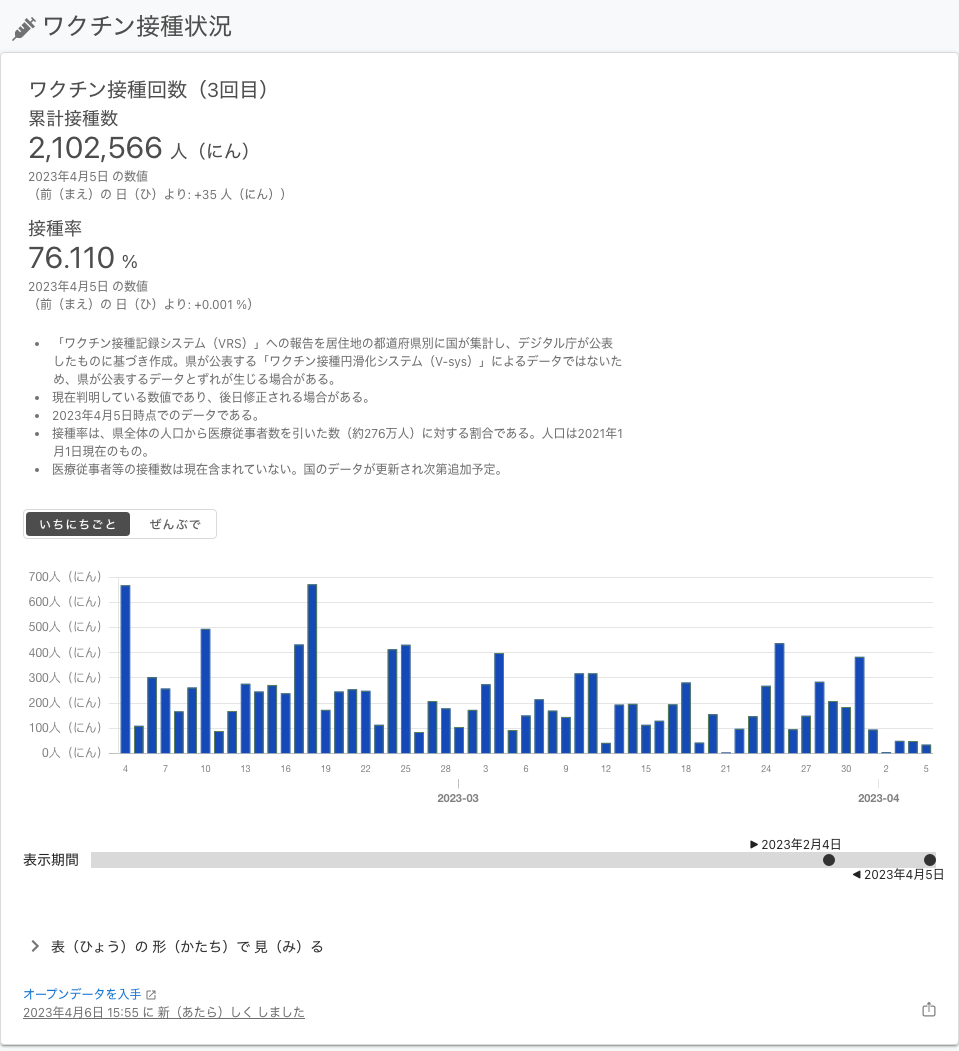 ワクチン接種状況
ワクチン接種回数（3回目）
累計接種数
2,102,566 人（にん）
2023年4月5日 の数値
（前（まえ）の 日（ひ）より: +35 人（にん））
接種率
76.110 %
2023年4月5日 の数値
（前（まえ）の 日（ひ）より: +0.001 %）
• 「ワクチン接種記録システム（VRS）」への報告を居住地の都道府県別に国が集計し、デジタル庁が公表
したものに基づき作成。県が公表する「ワクチン接種円滑化システム（V-sys）」によるデータではないた
め、県が公表するデータとずれが生じる場合がある。
• 現在判明している数値であり、後日修正される場合がある。
• 2023年4月5日時点でのデータである。
• 接種率は、県全体の人口から医療従事者数を引いた数（約276万人）に対する割合である。人口は2021年1
月1日現在のもの。
• 医療従事者等の接種数は現在含まれていない。国のデータが更新され次第追加予定。
いちにちごと ぜんぶで
700人（にん）
600人（にん）
500人（にん）
400人（にん）
300人（にん）
200人（にん）
100人（にん）
0人（にん）
4 7 10 13 16 19 22 25 28 3 6 9 12 15 18 21 24 27 30 2 5
2023-03 2023-04
▶ 2023年2月4日
表示期間
◀ 2023年4月5日
表（ひょう）の 形（かたち）で 見（み）る
オープンデータを入手
2023年4月6日 15:55 に 新（あたら）しく しました